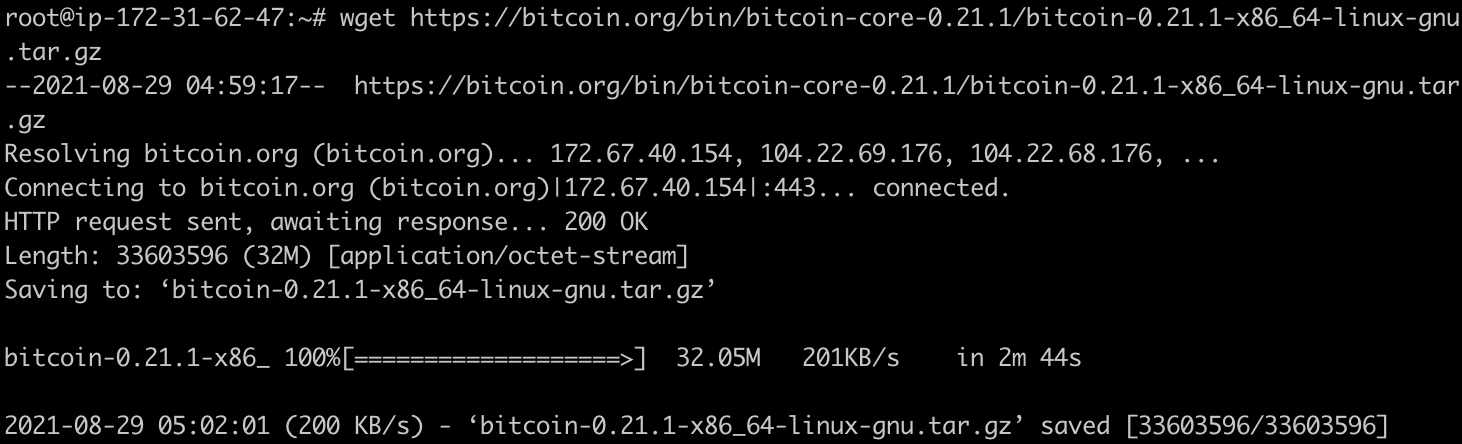 root@ip-172-31-62-47:~# wget https://bitcoin.org/bin/bitcoin-core-0.21.1/bitcoin-0.21.1-x86_64-linux-gnu
.tar.gz
--2021-08-29 04:59:17--  https://bitcoin.org/bin/bitcoin-core-0.21.1/bitcoin-0.21.1-x86_64-linux-gnu.tar
.gz
Resolving bitcoin.org (bitcoin.org)... 172.67.40.154, 104.22.69.176, 104.22.68.176, ...
Connecting to bitcoin.org (bitcoin.org)|172.67.40.154|:443... connected.
HTTP request sent, awaiting response... 200 OK
Length: 33603596 (32M) [application/octet-stream]
Saving to: ‘bitcoin-0.21.1-x86_64-linux-gnu.tar.gz’
bitcoin-0.21.1-x86_ 100%[===================>]  32.05M   201KB/s    in 2m 44s
2021-08-29 05:02:01 (200 KB/s) - ‘bitcoin-0.21.1-x86_64-linux-gnu.tar.gz’ saved [33603596/33603596]